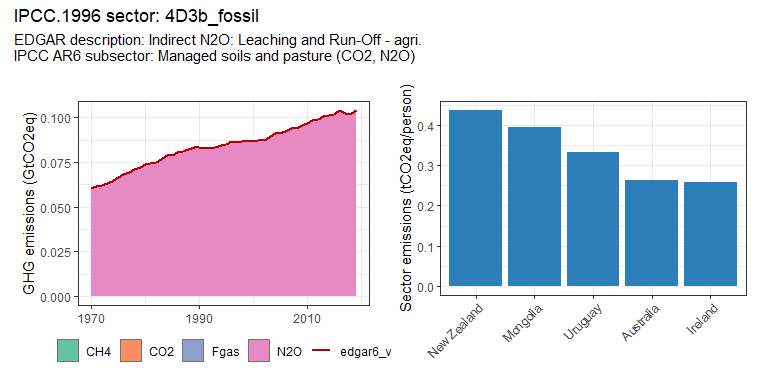 IPCC.1996 sector: 4D3b_fossil
EDGAR description: Indirect N2O: Leaching and Run-Off - agri.
IPCC AR6 subsector: Managed soils and pasture (CO2, N2O)
GHG emissions (GtCO2eq)
0.100
0.075
0.050
0.025
0.000
1970
1990
2010
CH4
CO2
Fgas
N2O
edgar6_v
Sector emissions (tCO2eq/person)
0.4
0.3
0.2
0.1
0.0
New Zealand
Mongolia
Uruguay
Australia
Ireland